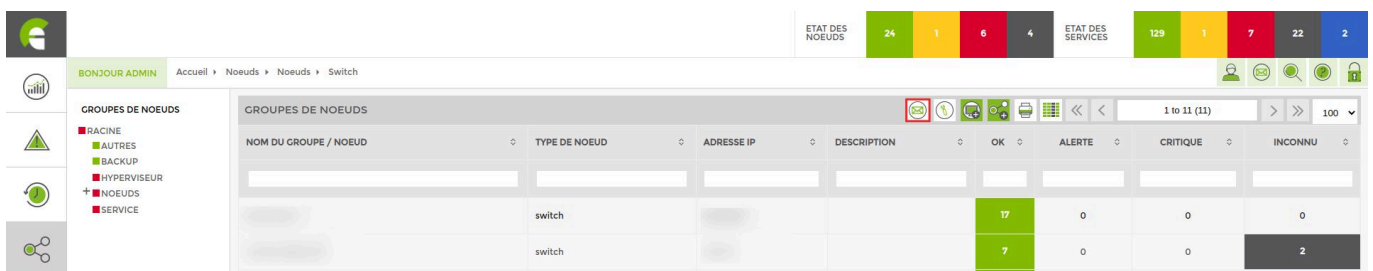 ETAT DES NOEUDS 24 1 6 4 ETAT DES SERVICES 129 1 7 22 2
BONJOUR ADMIN Accueil Noeuds Noeuds Switch
GROUPES DE NOEUDS
RACINE
AUTRES
BACKUP
HYPERVISEUR
+ NOEUDS
SERVICE
GROUPES DE NOEUDS 1 to 11 (11) 100
NOM DU GROUPE / NOEUD TYPE DE NOEUD ADRESSE IP DESCRIPTION OK ALERTE CRITIQUE INCONNU
switch 17 0 0 0
switch 7 0 0 2